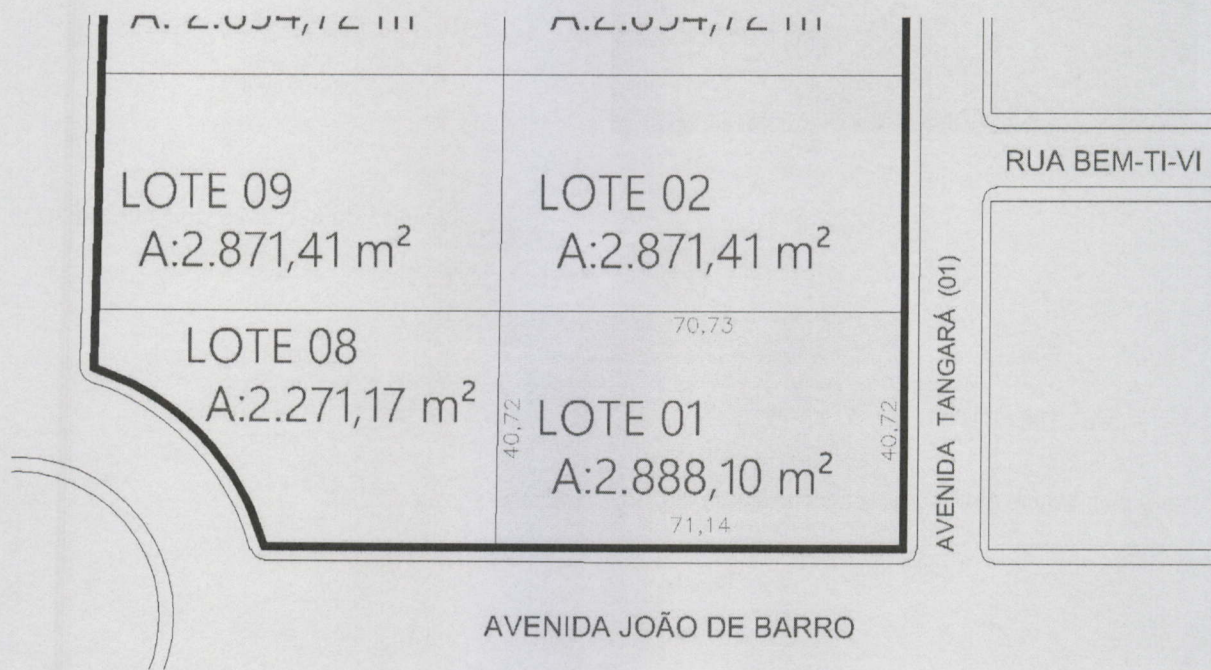 LOTE 09
A:2.871,41 m²
LOTE 02
A:2.871,41 m²
RUA BEM-TI-VI
LOTE 08
A:2.271,17 m²
70,73
40,72
LOTE 01
A:2.888,10 m²
40,72
71,14
AVENIDA TANGARÁ (01)
AVENIDA JOÃO DE BARRO